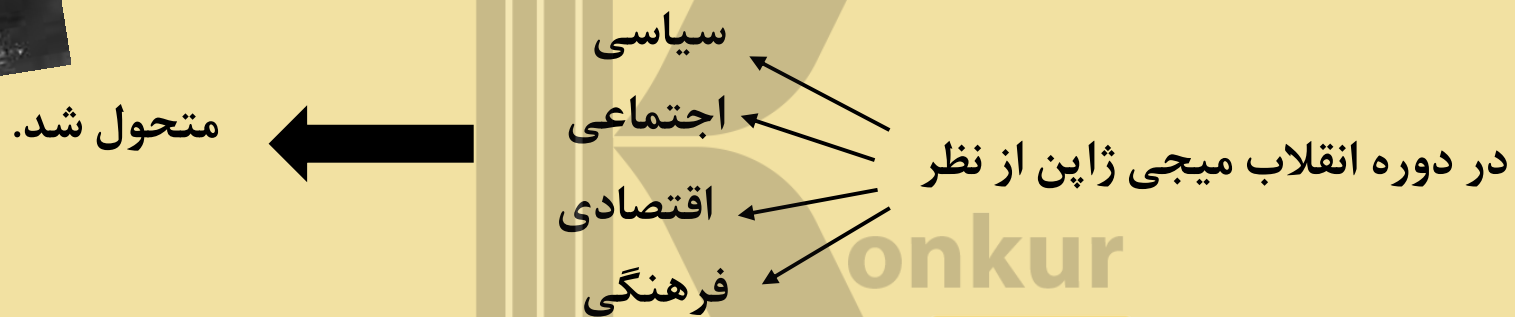 در دوره انقلاب میجی ژاپن از نظر
سیاسی
اجتماعی
اقتصادی
فرهنگی
متحول شد.
onkur